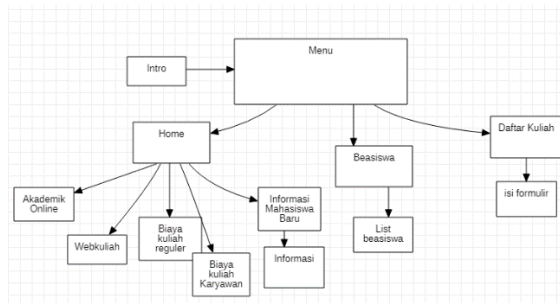 Menu
Intro
Home
Beasiswa
Daftar Kuliah
Akademik
Online
Webkuliah
Biaya
kuliah
reguler
Biaya
kuliah
Karyawan
Informasi
Mahasiswa
Baru
Informasi
List
beasiswa
isi formulir